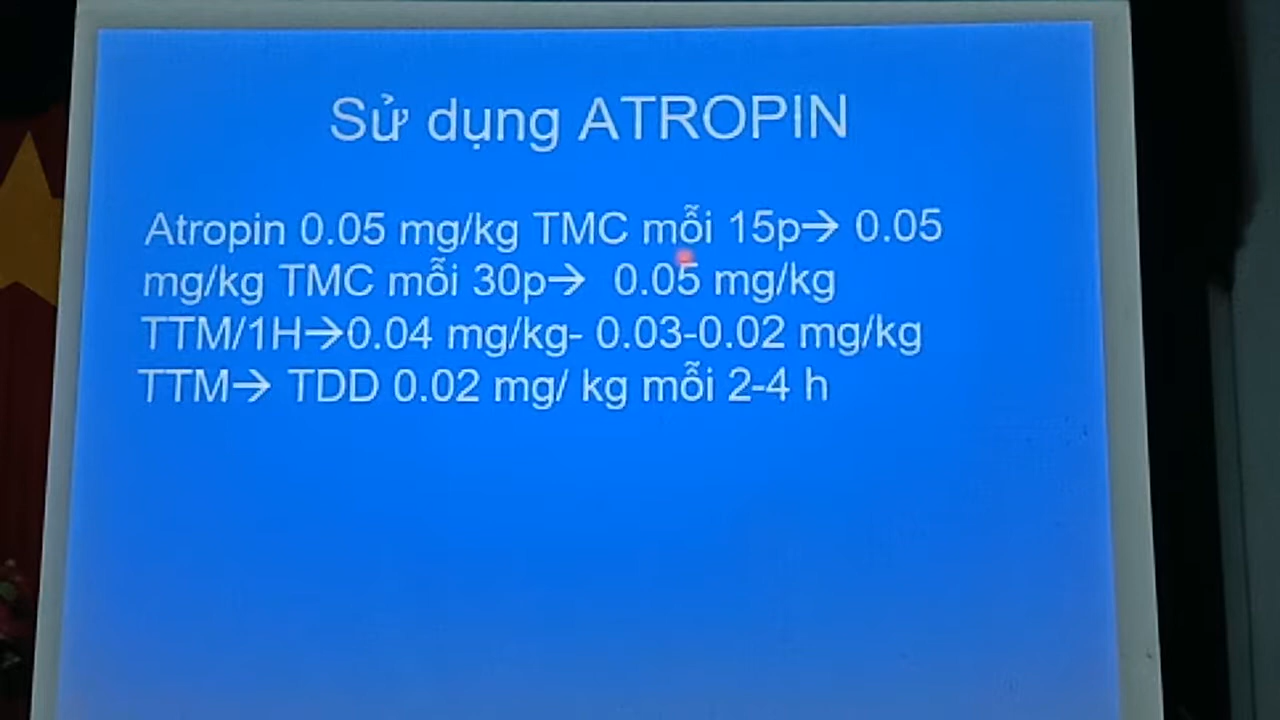 Sử dụng ATROPIN
Atropin 0.05 mg/kg TMC mỗi 15p→ 0.05
mg/kg TMC mỗi 30p→ 0.05 mg/kg
TTM/1H→0.04 mg/kg- 0.03-0.02 mg/kg
TTM→ TDD 0.02 mg/ kg mỗi 2-4 h